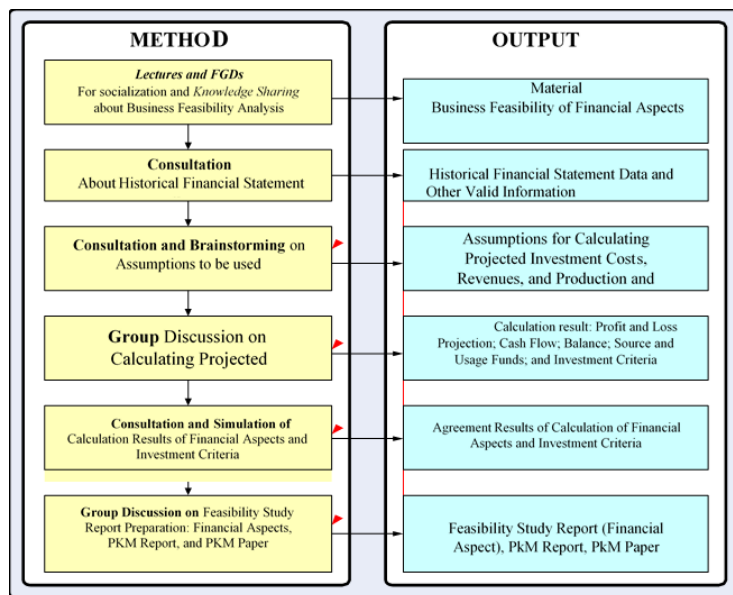 METHOD
Lectures and FGDs
For socialization and Knowledge Sharing
about Business Feasibility Analysis
Consultation
About Historical Financial Statement
Consultation and Brainstorming on
Assumptions to be used
Group Discussion on
Calculating Projected
Consultation and Simulation of
Calculation Results of Financial Aspects and
Investment Criteria
Group Discussion on Feasibility Study
Report Preparation: Financial Aspects,
PKM Report, and PKM Paper
OUTPUT
Material
Business Feasibility of Financial Aspects
Historical Financial Statement Data and
Other Valid Information
Assumptions for Calculating
Projected Investment Costs,
Revenues, and Production and
Calculation result: Profit and Loss
Projection; Cash Flow; Balance; Source and
Usage Funds; and Investment Criteria
Agreement Results of Calculation of Financial
Aspects and Investment Criteria
Feasibility Study Report (Financial
Aspect), PkM Report, PKM Paper